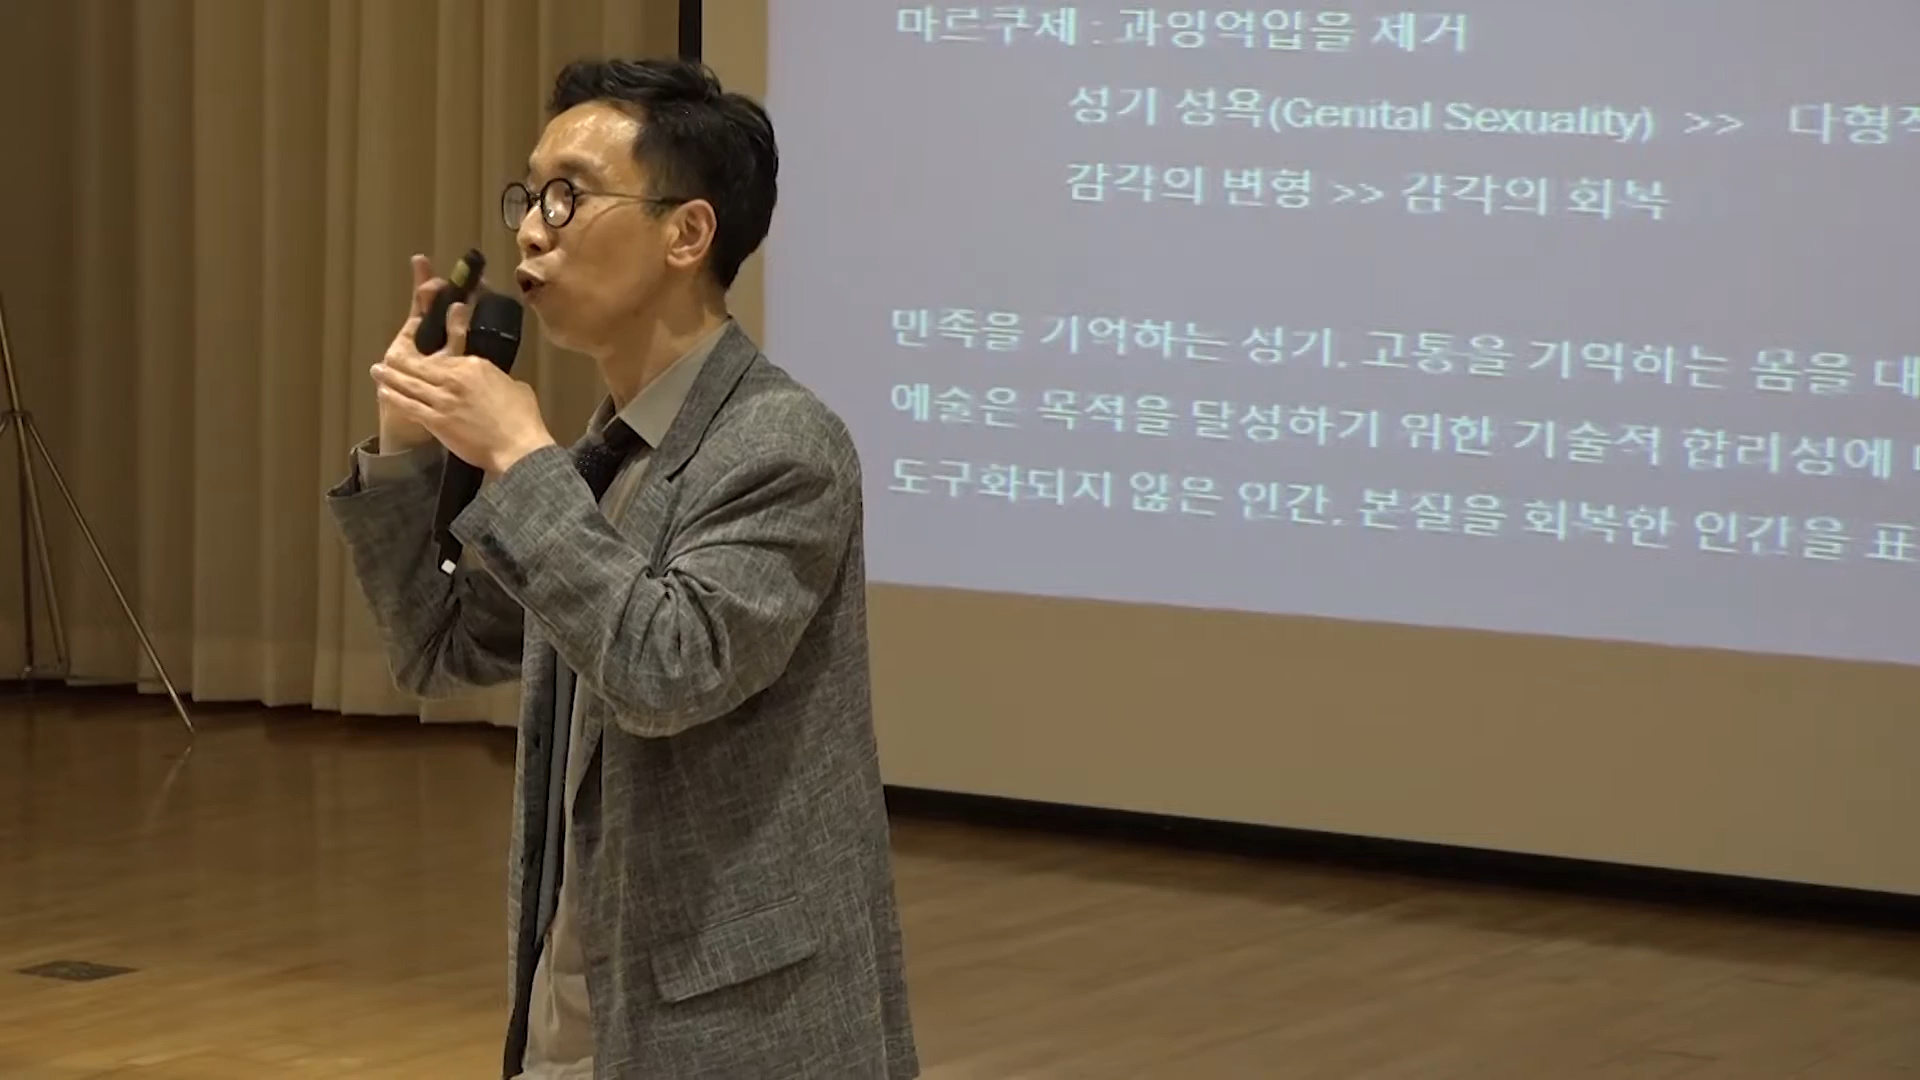 마르쿠제 : 과잉억압을 제거
성기 성욕(Genital Sexuality) >> 다형적
감각의 변형 >> 감각의 회복
민족을 기억하는 성기, 고통을 기억하는 몸을 대
예술은 목적을 달성하기 위한 기술적 합리성에
도구화되지 않은 인간, 본질을 회복한 인간을 표